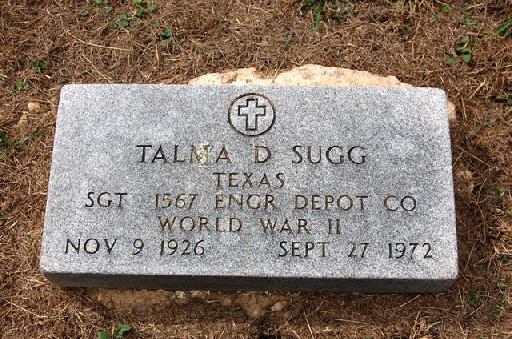 TALMA D SUGG
TEXAS
SGT 1567 ENGR DEPOT CO
WORLD WAR II
NOV 9 1926 SEPT 27 1972